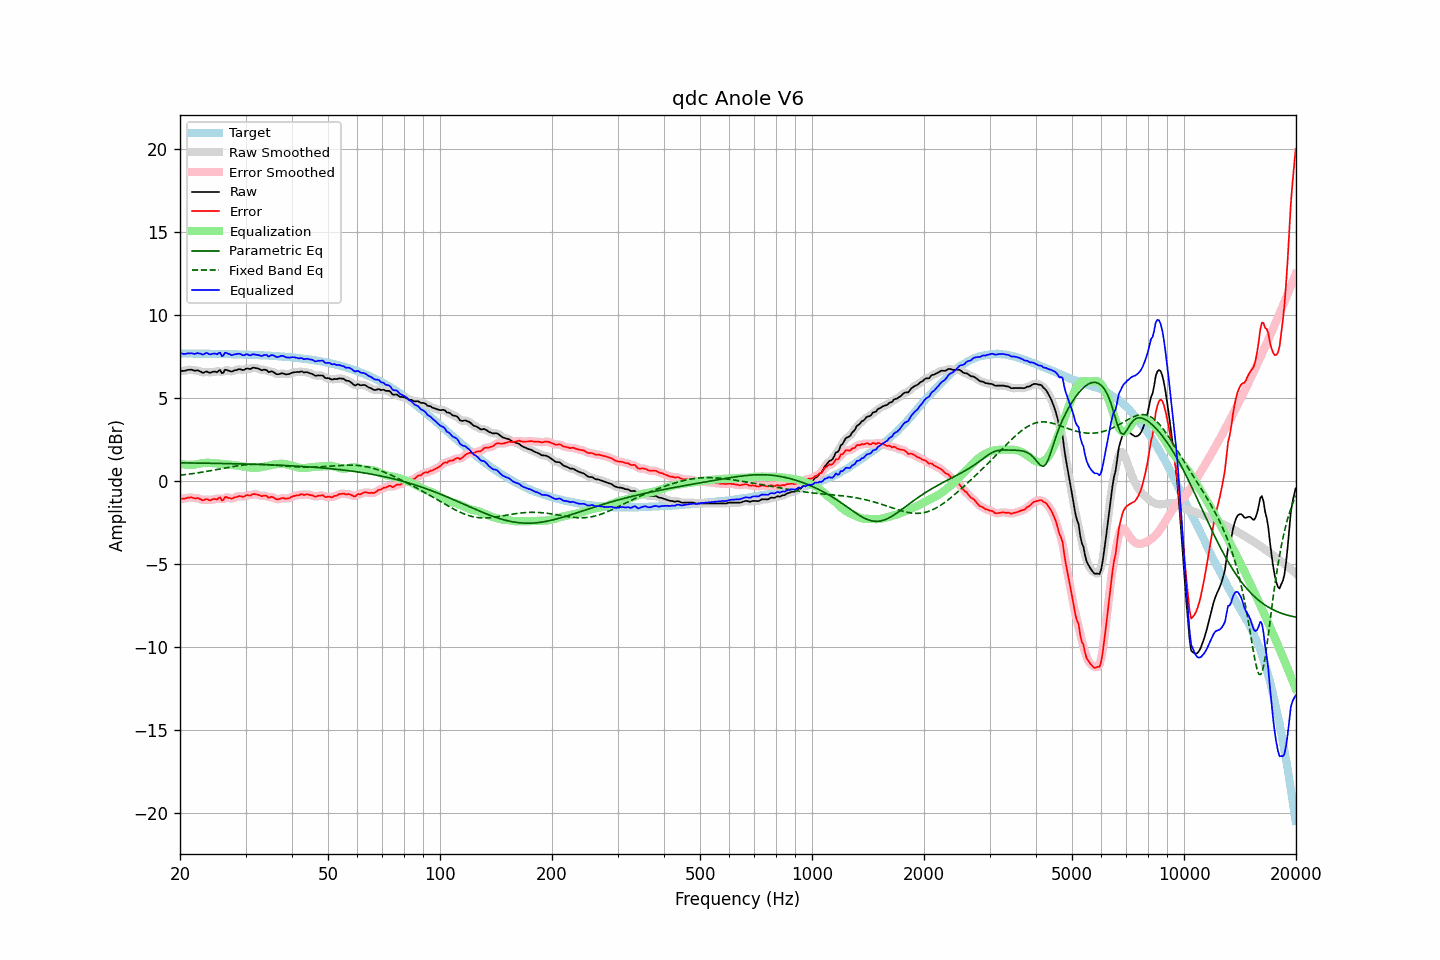 qdc Anole V6
Target
Raw Smoothed
Error Smoothed
Raw
Error
Equalization
Parametric Eq
Fixed Band Eq
Equalized
20
15
10
5
0
−5
−10
−15
−20
Amplitude (dBr)
20
50
100
200
500
1000
2000
5000
10000
20000
Frequency (Hz)